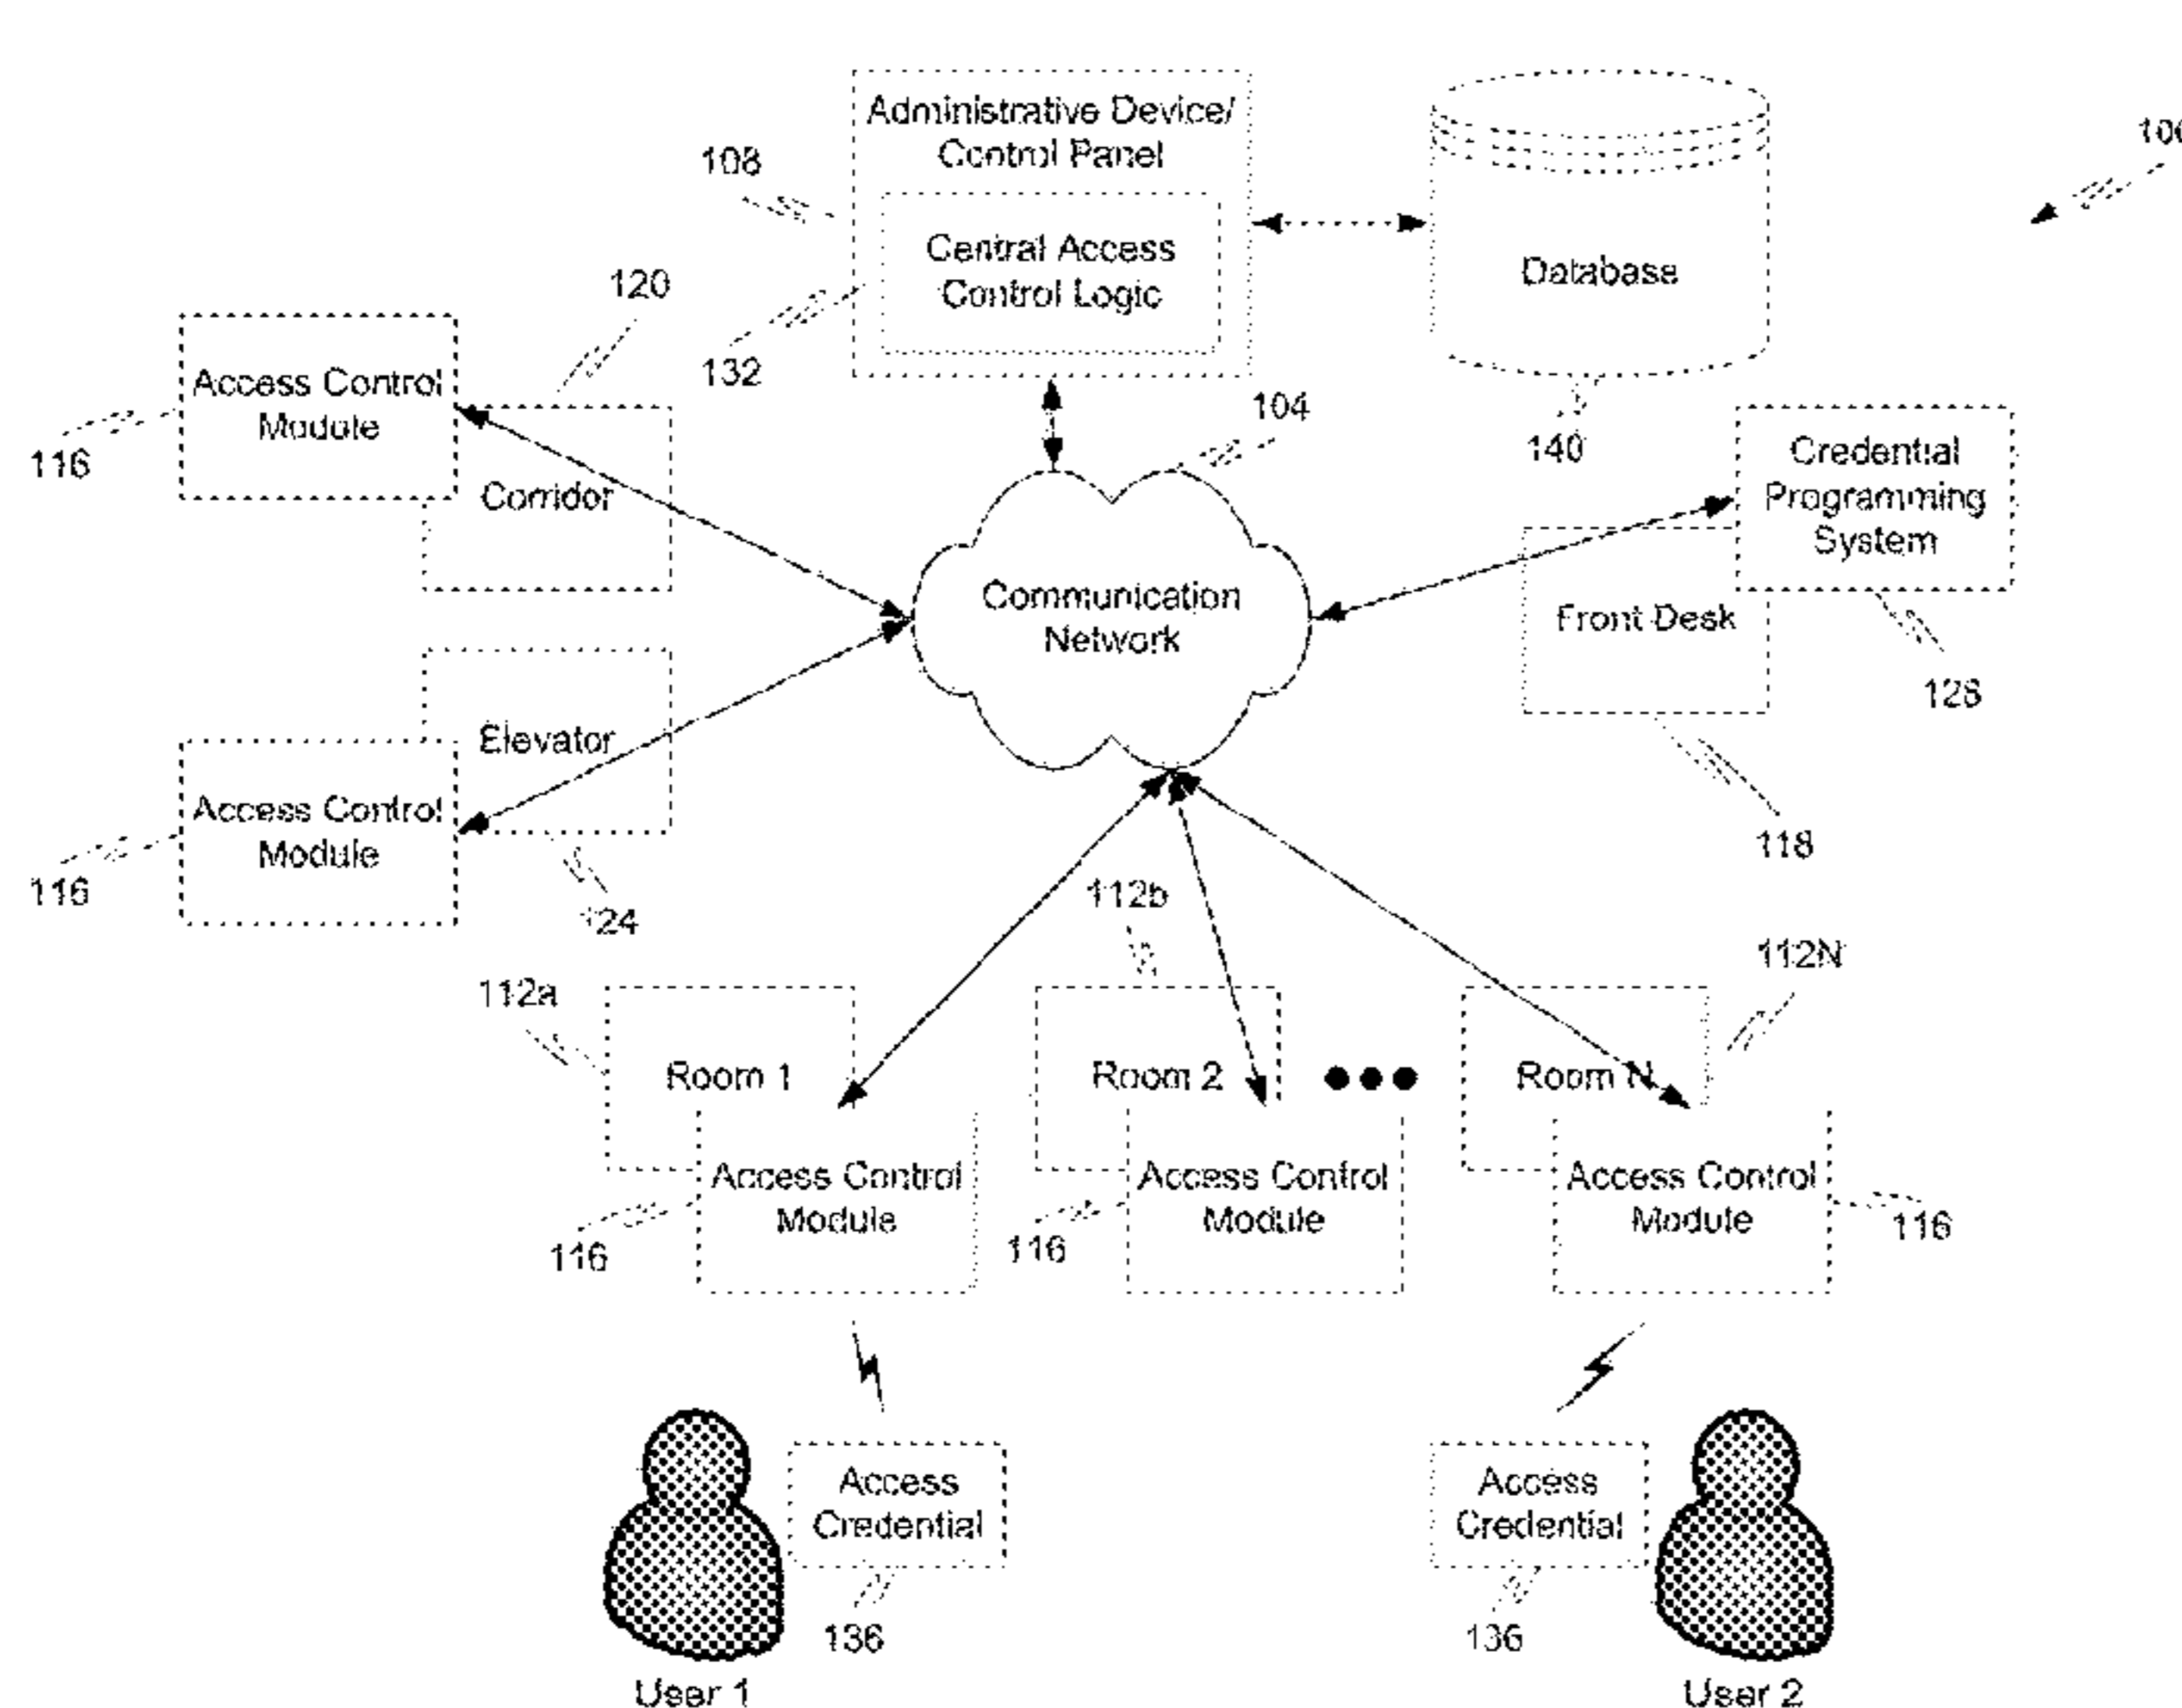 Administrative Device/
Control Panel
108
Central Access
Control Logic
132
Database
140
120
Access Control
Module
116
Corridor
104
Credential
Programming
System
128
Communication
Network
Front Desk
118
Elevator
Access Control
Module
116
124
112a
112b
112N
Room 1
Room 2
Room N
Access Control
Module
116
Access Control
Module
116
Access Control
Module
116
Access
Credential
136
Access
Credential
136
User 1
User 2